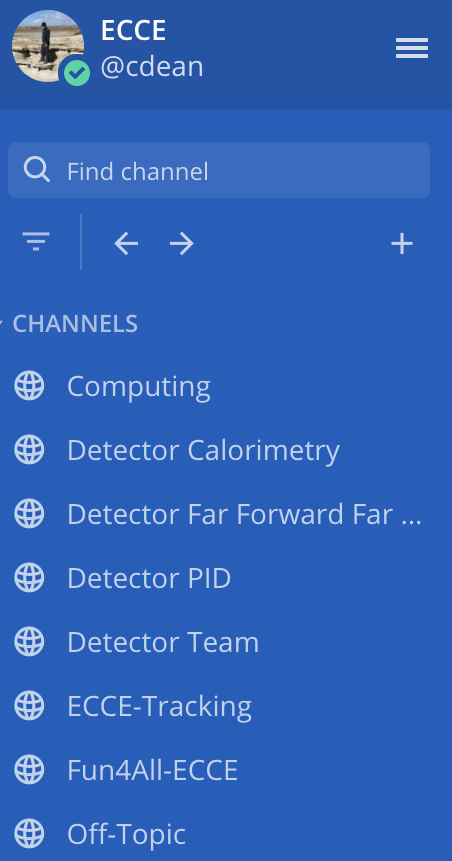 ECCE
@cdean
Find channel
CHANNELS
Computing
Detector Calorimetry
Detector Far Forward Far ...
Detector PID
Detector Team
ECCE-Tracking
Fun4All-ECCE
Off-Topic